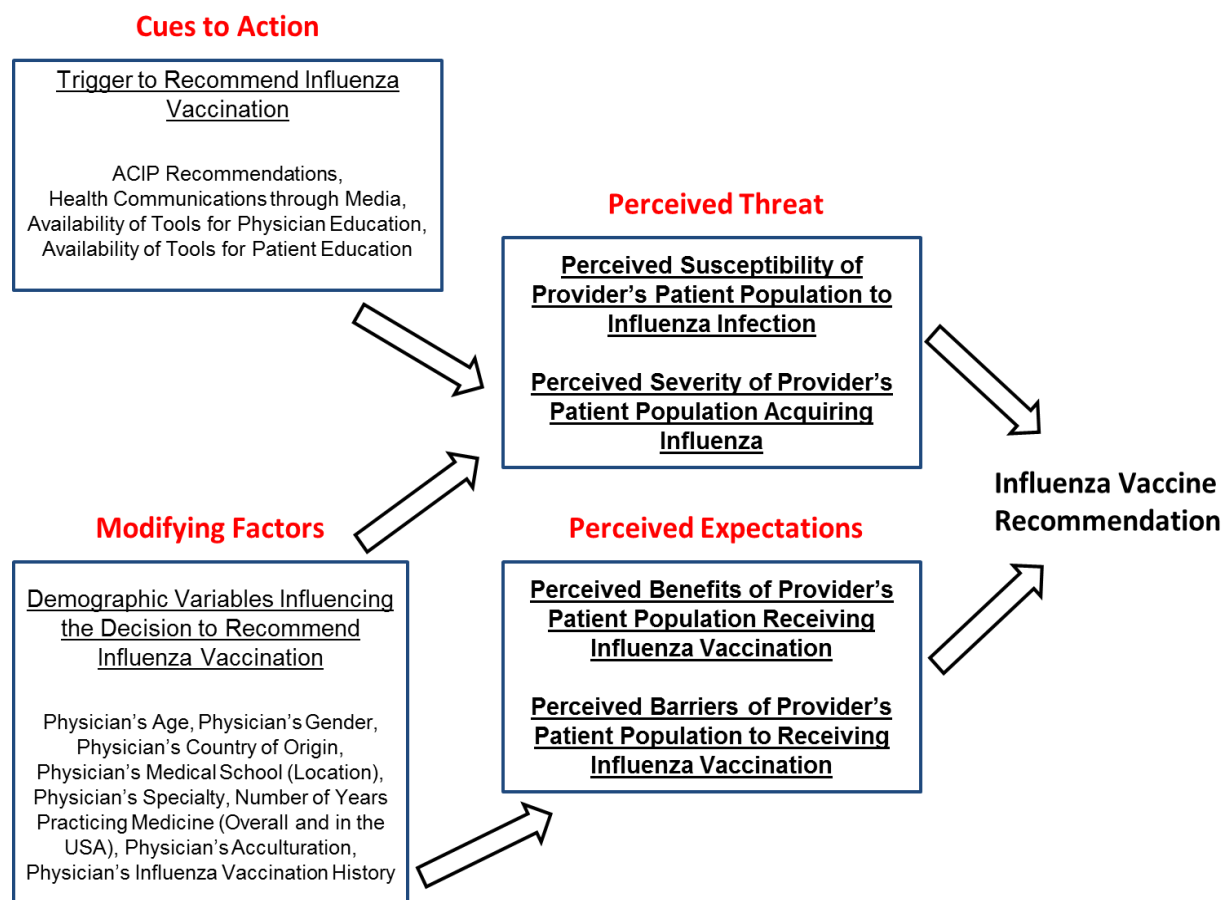 Cues to Action
Trigger to Recommend Influenza
Vaccination
ACIP Recommendations,
Health Communications through Media,
Availability of Tools for Physician Education,
Availability of Tools for Patient Education
Perceived Threat
Perceived Susceptibility of
Provider’s Patient Population to
Influenza Infection
Perceived Severity of Provider’s
Patient Population Acquiring
Influenza
Modifying Factors
Demographic Variables Influencing
the Decision to Recommend
Influenza Vaccination
Physician’s Age, Physician’s Gender,
Physician’s Country of Origin,
Physician’s Medical School (Location),
Physician’s Specialty, Number of Years
Practicing Medicine (Overall and in the
USA), Physician’s Acculturation,
Physician’s Influenza Vaccination History
Perceived Expectations
Perceived Benefits of Provider’s
Patient Population Receiving
Influenza Vaccination
Perceived Barriers of Provider’s
Patient Population to Receiving
Influenza Vaccination
Influenza Vaccine
Recommendation